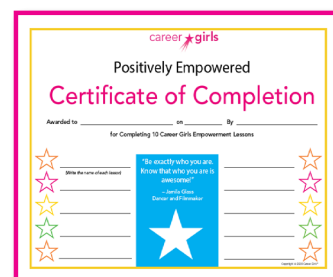 career girls
Positively Empowered
Certificate of Completion
Awarded to on By
for Completing 10 Career Girls Empowerment Lessons
(Write the name of each lesson)
"Be exactly who you are.
Know that who you are is
awesome!"
– Jamila Glass
Dancer and Filmmaker